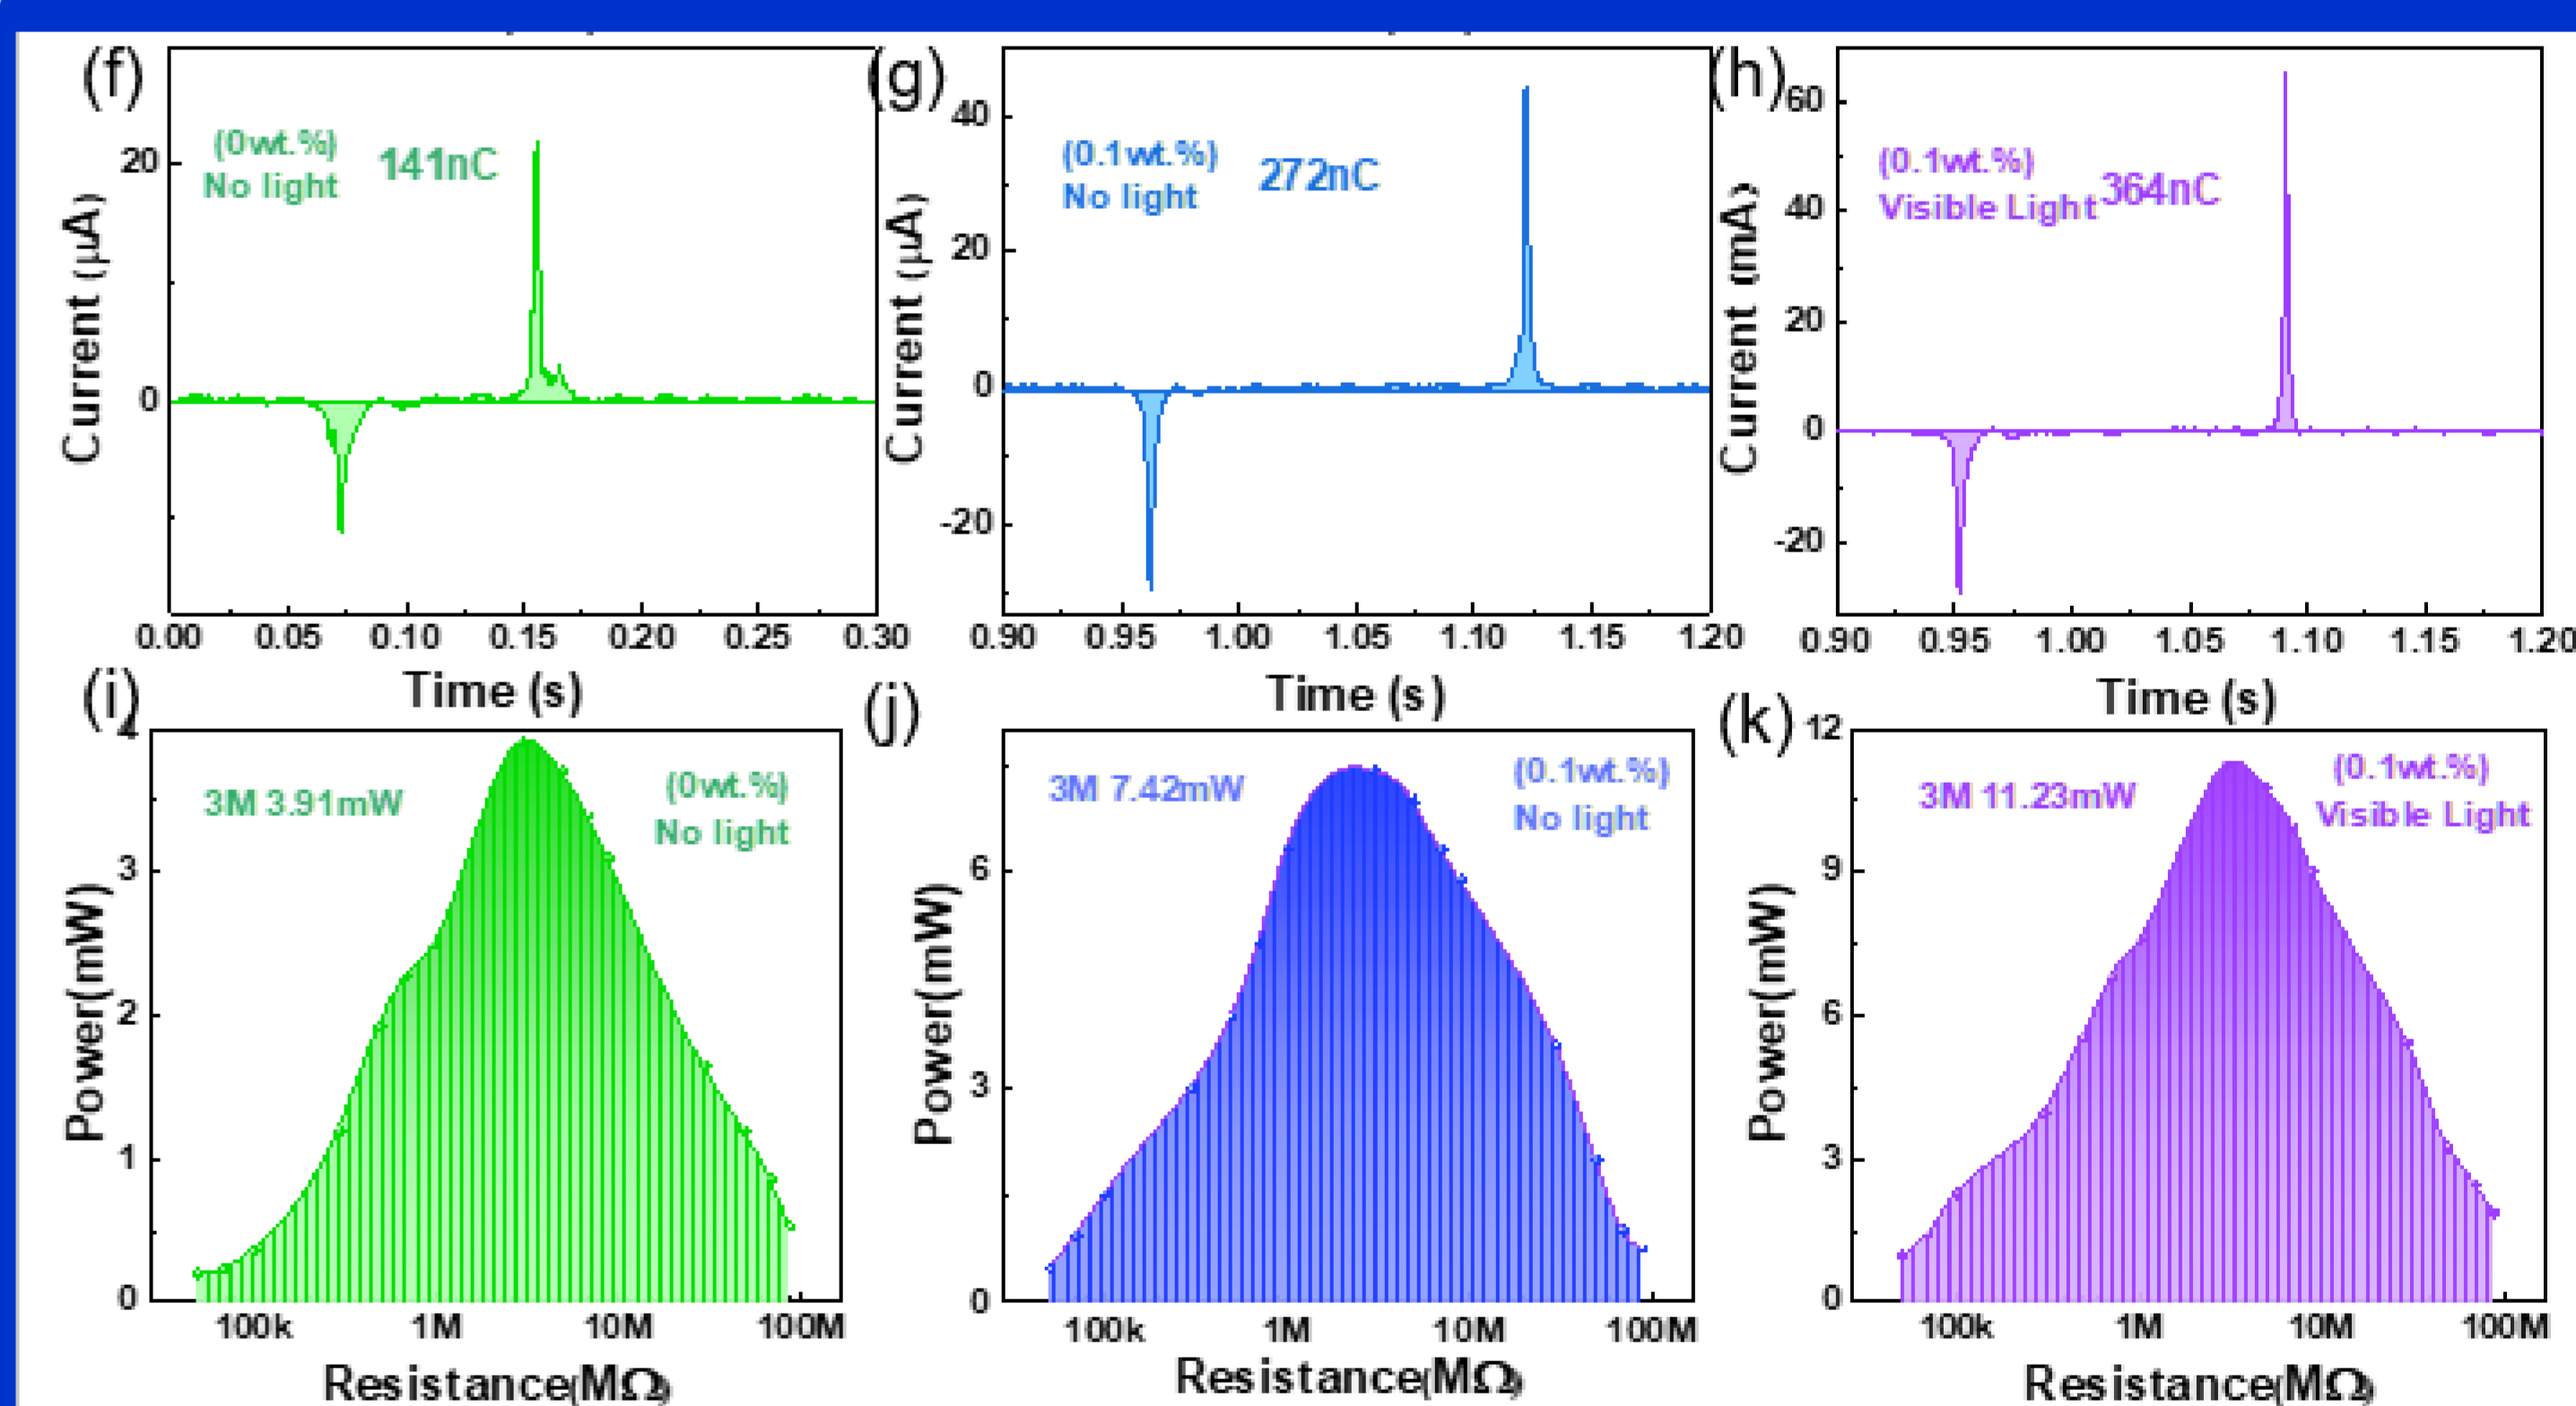 (f)
(0wt.%)
No light
141nC
20
0
Current (μA)
0.00 0.05 0.10 0.15 0.20 0.25 0.30
Time (s)
(g)
(0.1wt.%)
No light
272nC
40
20
0
-20
Current (μA)
0.90 0.95 1.00 1.05 1.10 1.15 1.20
Time (s)
(h)
(0.1wt.%)
Visible Light
364nC
60
40
20
0
-20
Current (mA)
0.90 0.95 1.00 1.05 1.10 1.15 1.20
Time (s)
(i)
3M 3.91mW
(0wt.%)
No light
4
3
2
1
0
Power(mW)
100k 1M 10M 100M
Resistance(MΩ)
(j)
3M 7.42mW
(0.1wt.%)
No light
6
3
0
Power(mW)
100k 1M 10M 100M
Resistance(MΩ)
(k)
3M 11.23mW
(0.1wt.%)
Visible Light
12
9
6
3
0
Power(mW)
100k 1M 10M 100M
Resistance(MΩ)